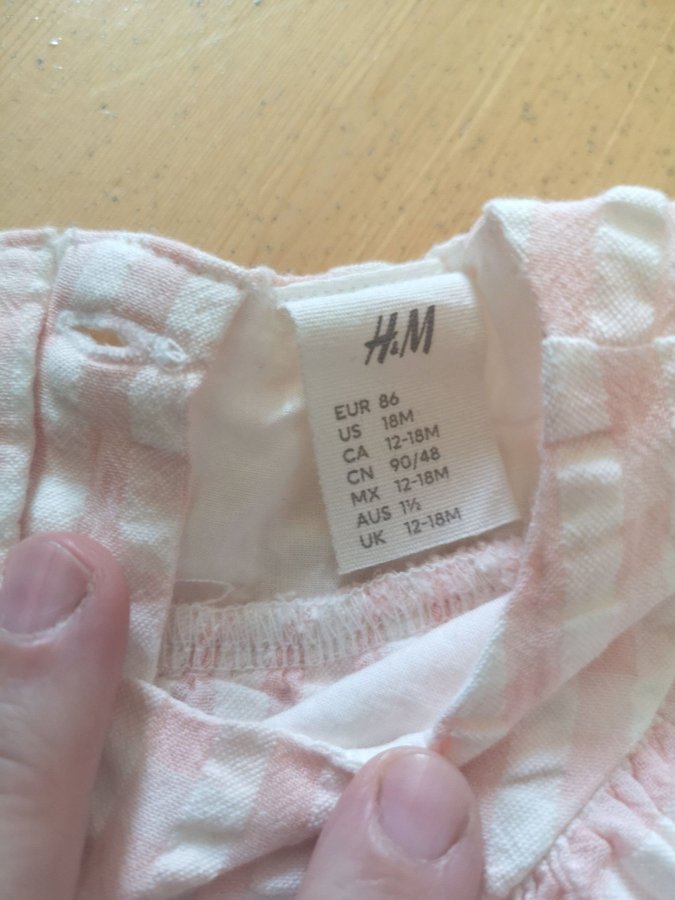 H&M
EUR 86
US 18M
CA 12-18M
CN 90/48
MX 12-18M
AUS 1½
UK 12-18M